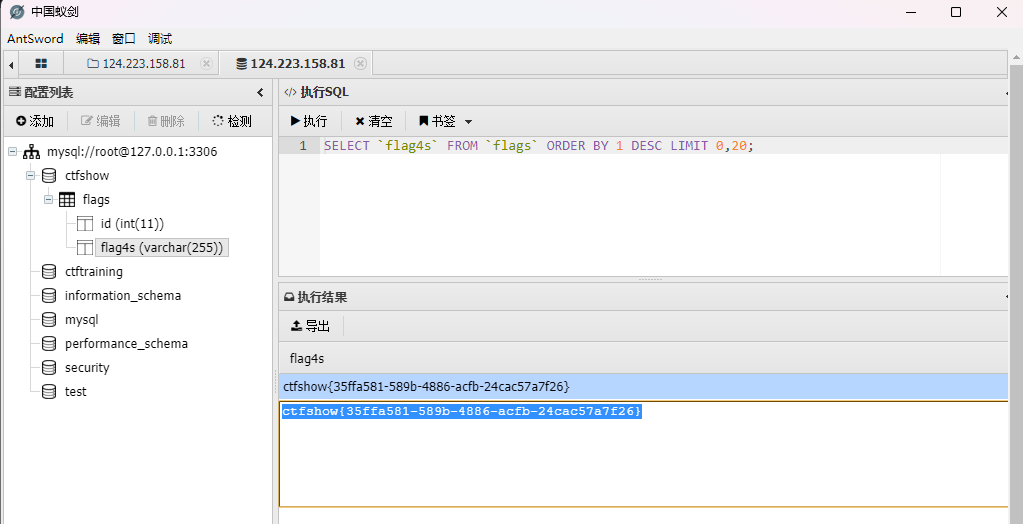 中国蚁剑
AntSword 编辑 窗口 调试
124.223.158.81 124.223.158.81
配置列表
添加 编辑 删除 检测
mysql://root@127.0.0.1:3306
ctfshow
flags
id (int(11))
flag4s (varchar(255))
ctftraining
information_schema
mysql
performance_schema
security
test
</> 执行SQL
执行 清空 书签
1 SELECT `flag4s` FROM `flags` ORDER BY 1 DESC LIMIT 0,20;
执行结果
导出
flag4s
ctfshow{35ffa581-589b-4886-acfb-24cac57a7f26}
ctfshow{35ffa581-589b-4886-acfb-24cac57a7f26}